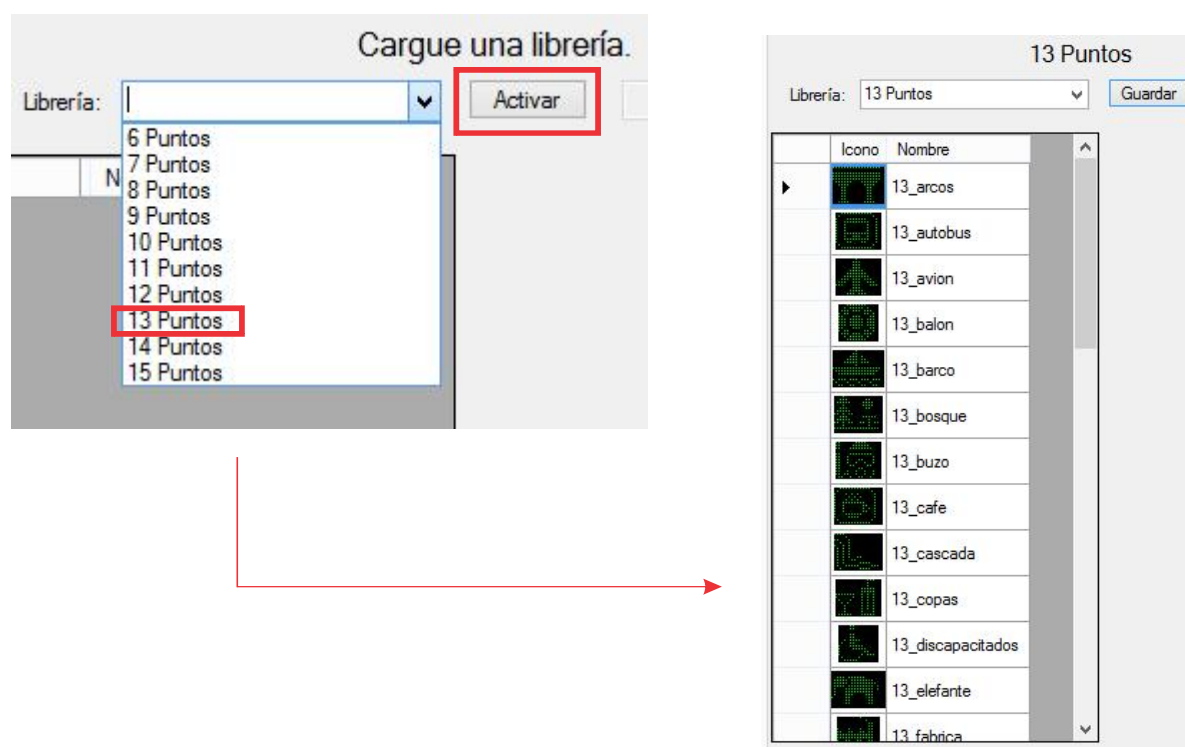 Cargue una librería.
Librería:
Activar
6 Puntos
7 Puntos
N
8 Puntos
9 Puntos
10 Puntos
11 Puntos
12 Puntos
13 Puntos
14 Puntos
15 Puntos
13 Puntos
Librería: 13 Puntos Guardar
Icono Nombre
13_arcos
13_autobus
13_avion
13_balon
13_barco
13_bosque
13_buzo
13_cafe
13_cascada
13_copas
13_discapacitados
13_elefante
13_fabrica